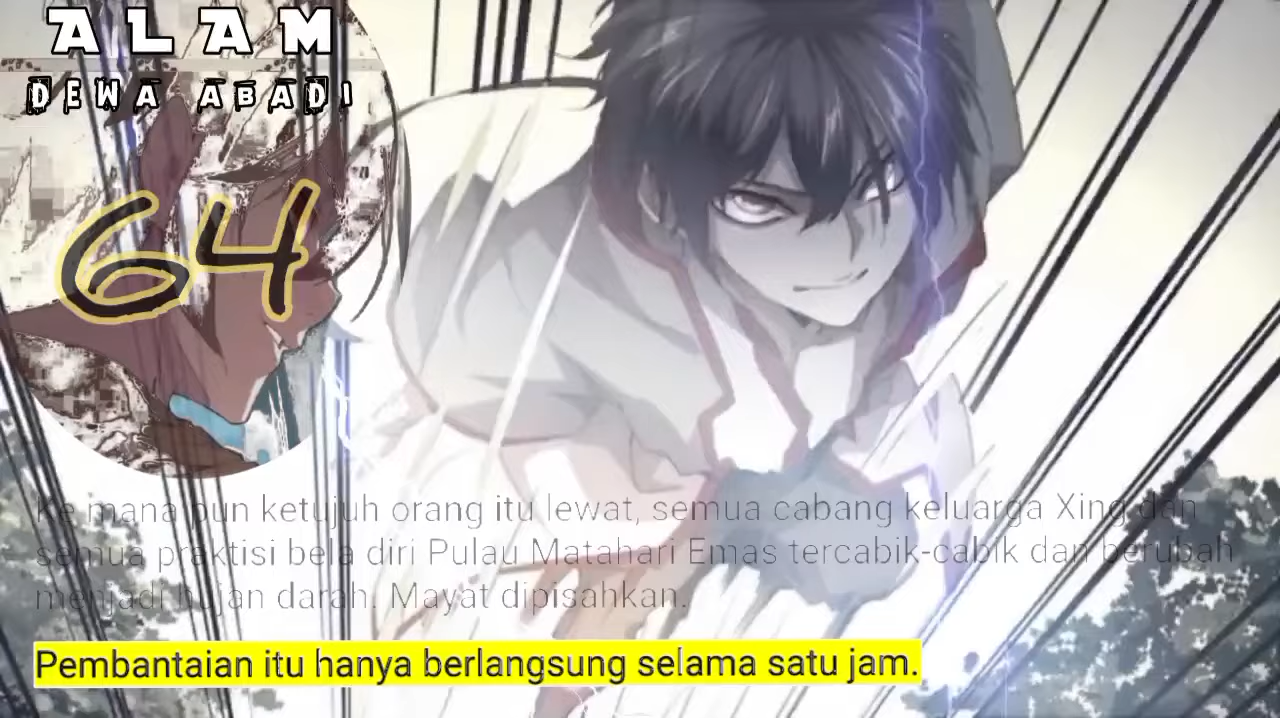 ALAM
DEWA ABADI
64
Ke mana pun ketujuh orang itu lewat, semua cabang keluarga Xing dan
semua praktisi bela diri Pulau Matahari Emas tercabik-cabik dan berubah
menjadi hujan darah. Mayat dipisahkan.
Pembantaian itu hanya berlangsung selama satu jam.